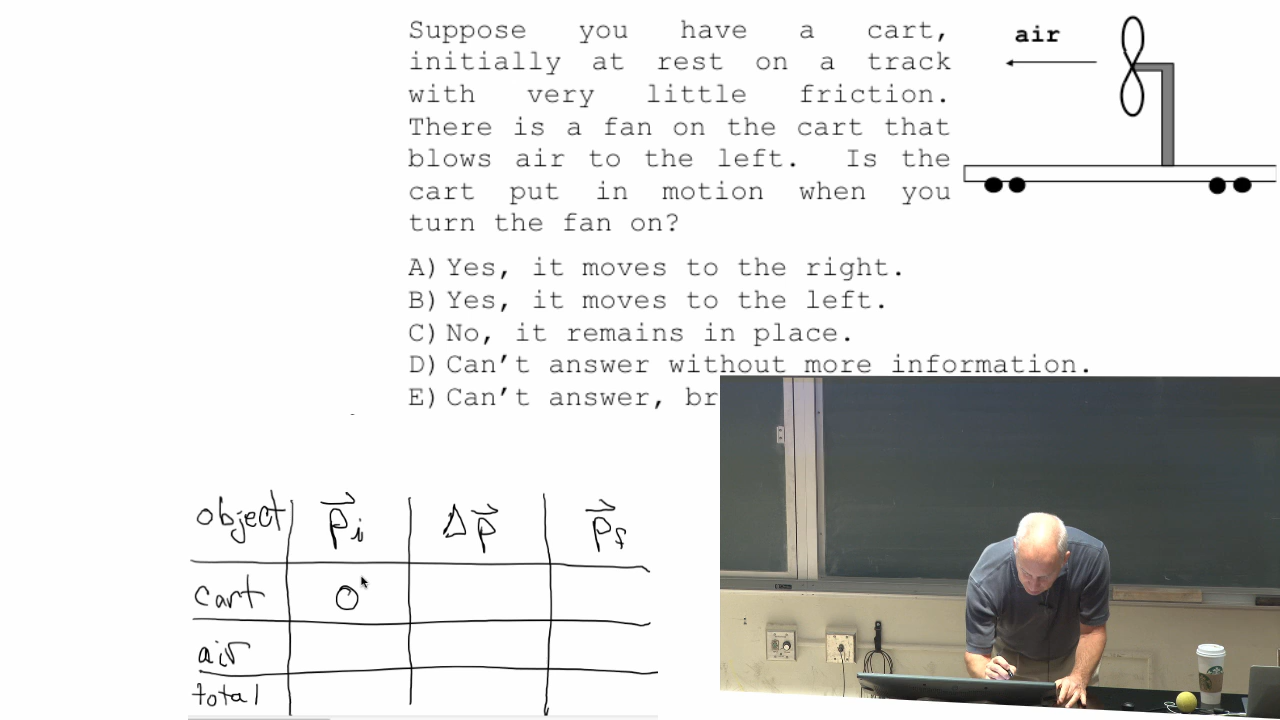 Suppose you have a cart,
initially at rest on a track
with very little friction.
There is a fan on the cart that
blows air to the left. Is the
cart put in motion when you
turn the fan on?
air
A) Yes, it moves to the right.
B) Yes, it moves to the left.
C) No, it remains in place.
D) Can't answer without more information.
E) Can't answer, br
object p⃗i Δp⃗ p⃗f
cart 0
air
total